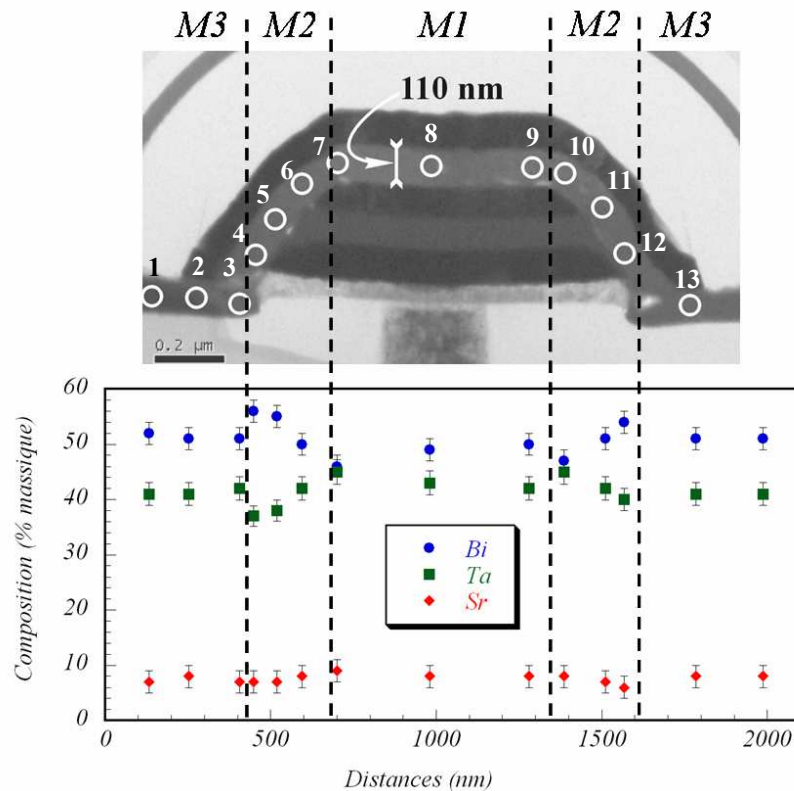 M3 M2 M1 M2 M3
110 nm
1 2 3 4 5 6 7 8 9 10 11 12 13
0.2 µm
60
50
40
30
20
10
0
Composition (% massique)
Bi
Ta
Sr
0 500 1000 1500 2000
Distances (nm)